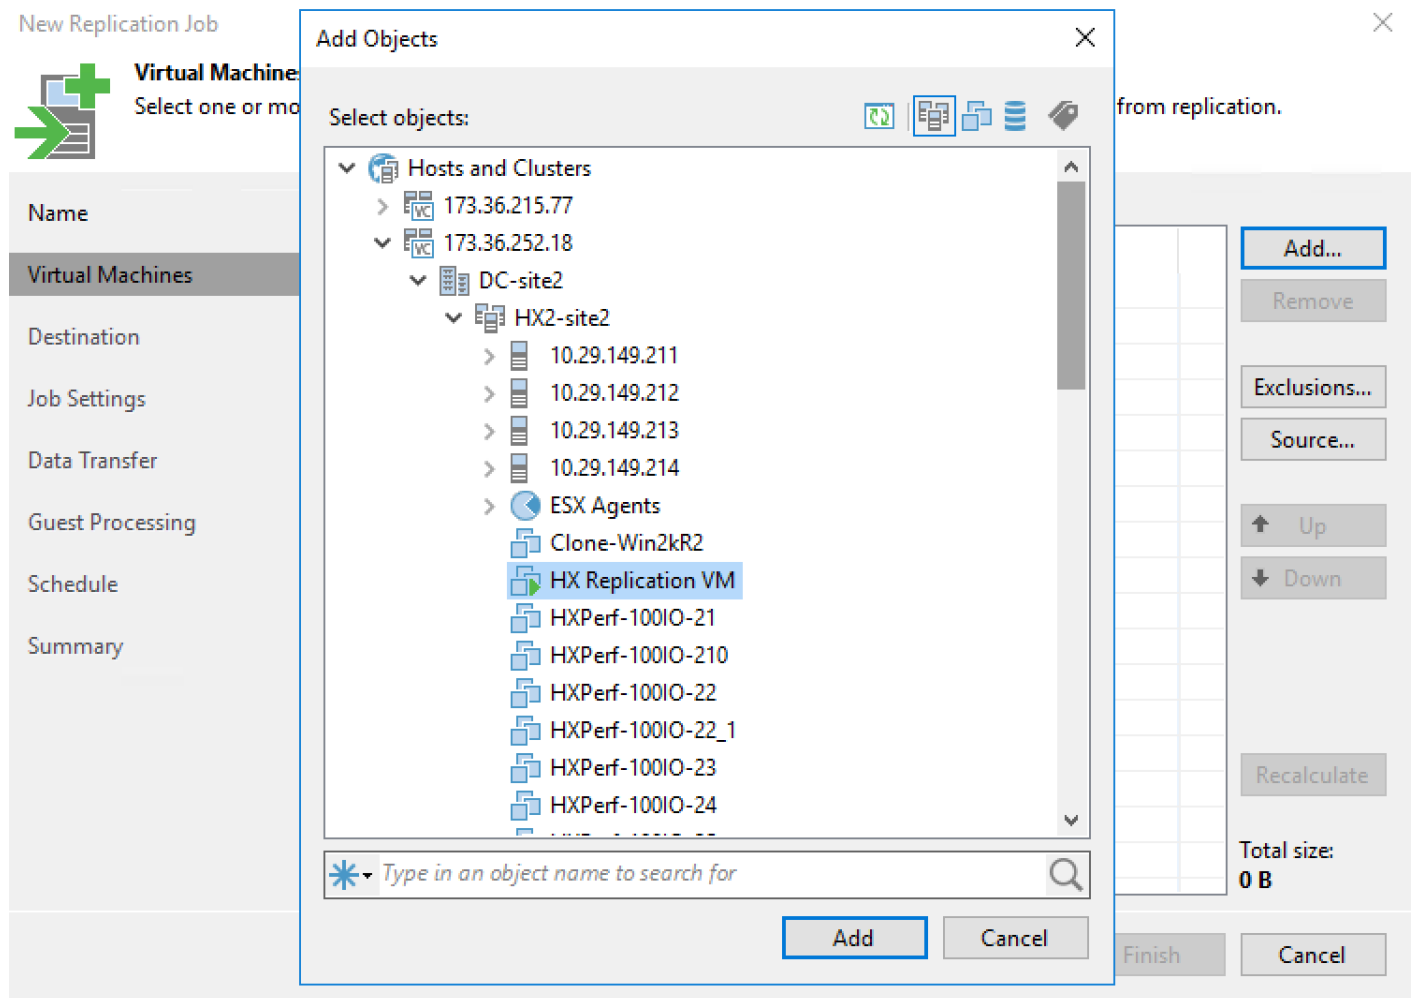 New Replication Job
Virtual Machine
Select one or mo
from replication.
Name
Virtual Machines
Destination
Job Settings
Data Transfer
Guest Processing
Schedule
Summary
Add Objects
Select objects:
Hosts and Clusters
VC 173.36.215.77
VC 173.36.252.18
DC-site2
HX2-site2
10.29.149.211
10.29.149.212
10.29.149.213
10.29.149.214
ESX Agents
Clone-Win2kR2
HX Replication VM
HXPerf-100IO-21
HXPerf-100IO-210
HXPerf-100IO-22
HXPerf-100IO-22_1
HXPerf-100IO-23
HXPerf-100IO-24
Type in an object name to search for
Add
Cancel
Add...
Remove
Exclusions...
Source...
Up
Down
Recalculate
Total size:
0 B
Finish
Cancel